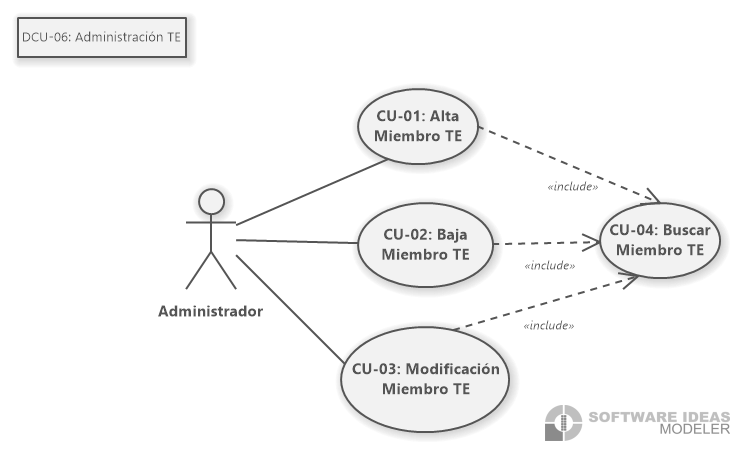 DCU-06: Administración TE
CU-01: Alta
Miembro TE
«include»
CU-02: Baja
Miembro TE
CU-04: Buscar
Miembro TE
«include»
Administrador
«include»
CU-03: Modificación
Miembro TE
SOFTWARE IDEAS
MODELER